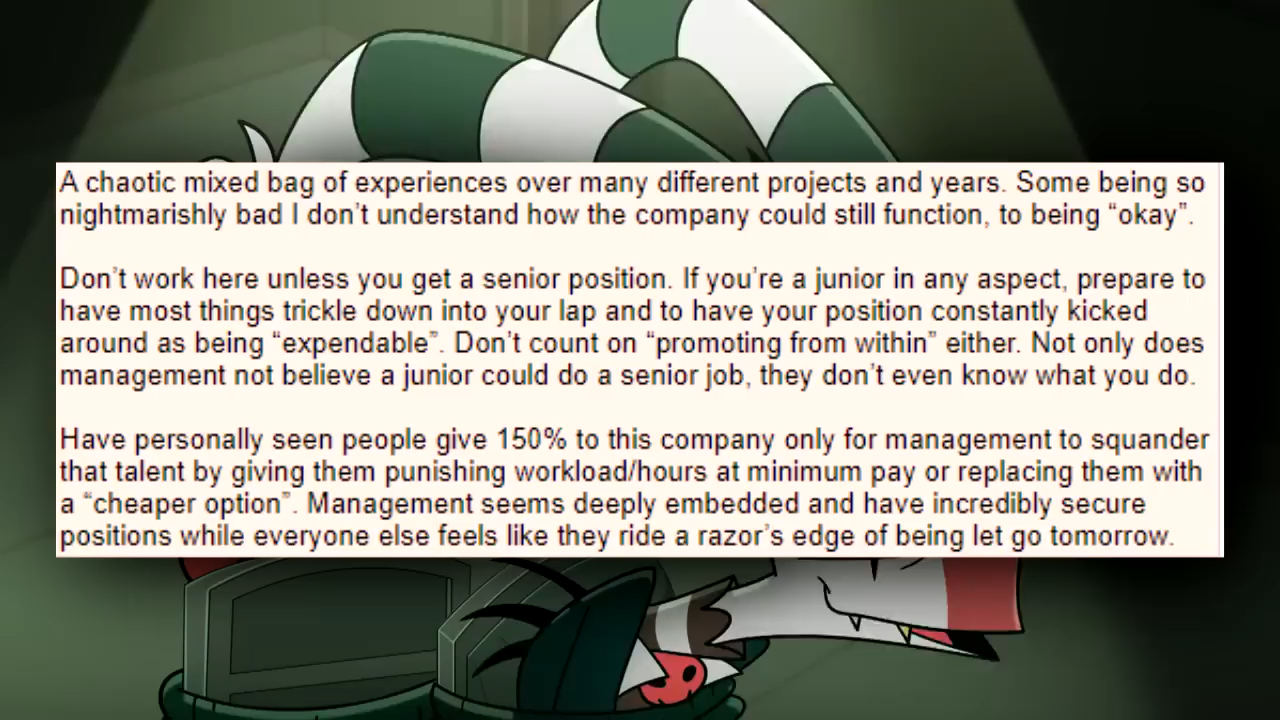 A chaotic mixed bag of experiences over many different projects and years. Some being so
nightmarishly bad I don’t understand how the company could still function, to being “okay”.
Don’t work here unless you get a senior position. If you’re a junior in any aspect, prepare to
have most things trickle down into your lap and to have your position constantly kicked
around as being “expendable”. Don’t count on “promoting from within” either. Not only does
management not believe a junior could do a senior job, they don’t even know what you do.
Have personally seen people give 150% to this company only for management to squander
that talent by giving them punishing workload/hours at minimum pay or replacing them with
a “cheaper option”. Management seems deeply embedded and have incredibly secure
positions while everyone else feels like they ride a razor’s edge of being let go tomorrow.